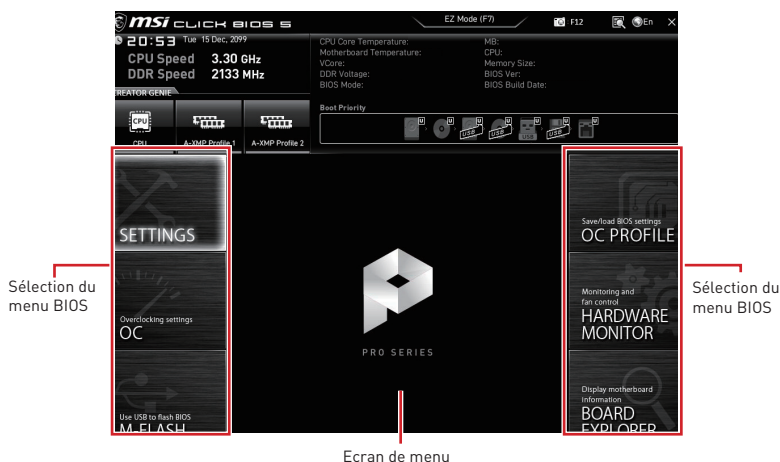 msi CLICK BIOS 5
EZ Mode (F7)
F12
En
X
20:53 Tue 15 Dec, 2099
CPU Speed 3.30 GHz
DDR Speed 2133 MHz
CREATOR GENIE
CPU
A-XMP Profile 1
A-XMP Profile 2
CPU Core Temperature:
Motherboard Temperature:
VCore:
DDR Voltage:
BIOS Mode:
MB:
CPU:
Memory Size:
BIOS Ver:
BIOS Build Date:
Boot Priority
U U U U U U U
USB USB USB USB
CPU
SETTINGS
Overclocking settings
OC
Use USB to flash BIOS
M-FLASH
PRO SERIES
Save/load BIOS settings
OC PROFILE
Monitoring and
fan control
HARDWARE
MONITOR
Display motherboard
information
BOARD
EXPLORER
Sélection du
menu BIOS
Sélection du
menu BIOS
Ecran de menu